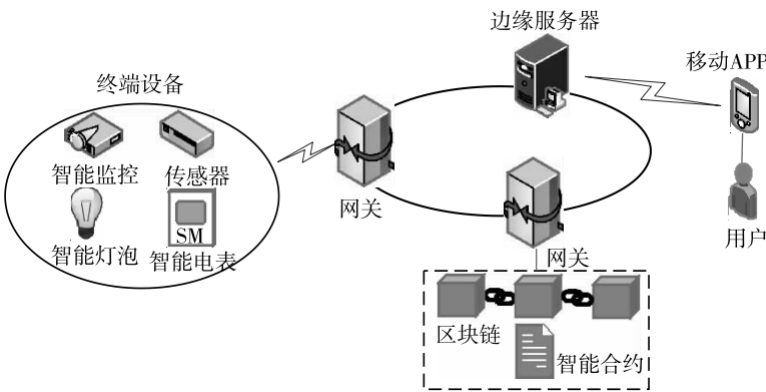 边缘服务器
移动APP
终端设备
智能监控
传感器
网关
SM
智能灯泡
智能电表
用户
网关
区块链
智能合约